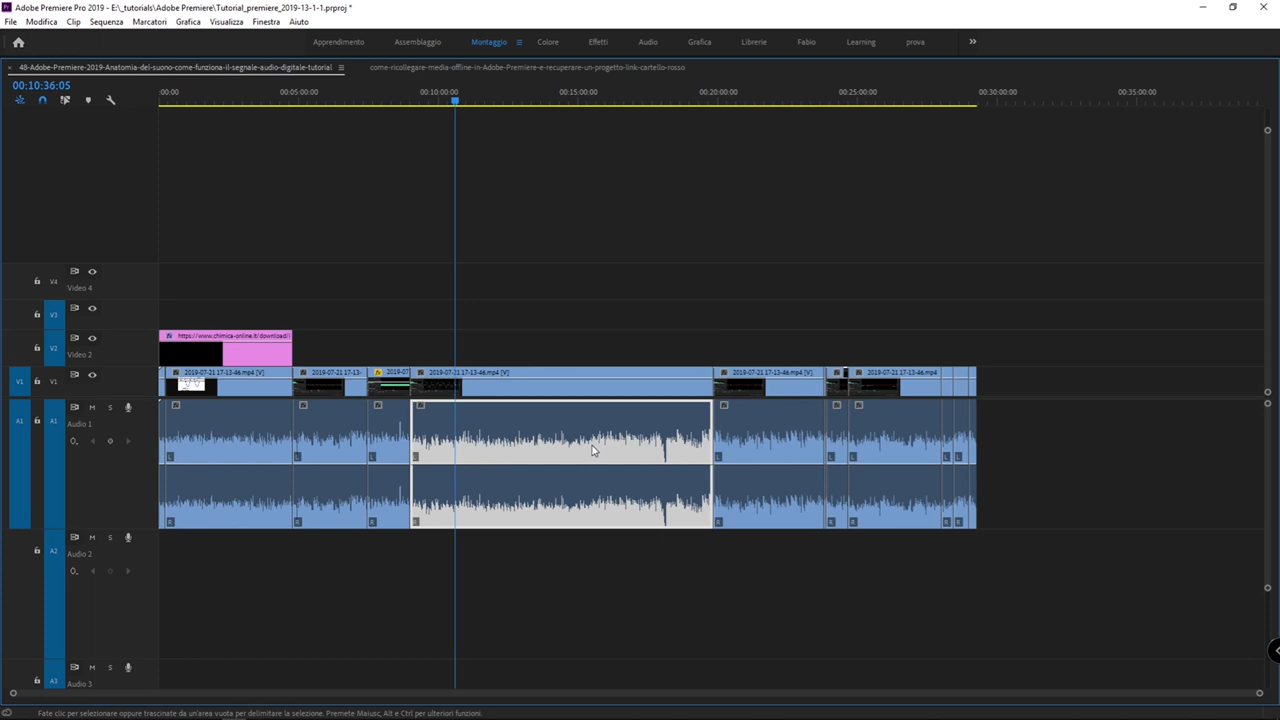 Adobe Premiere Pro 2019 - E:\_tutorials\Adobe Premiere\Tutorial_premiere_2019-13-1-1.prproj *
File Modifica Clip Sequenza Marcatori Grafica Visualizza Finestra Aiuto
Apprendimento Assemblaggio Montaggio Colore Effetti Audio Grafica Librerie Fabio Learning prova
48-Adobe-Premiere-2019-Anatomia-del-suono-come-funziona-il-segnale-audio-digitale-tutorial come-ricollegare-media-offline-in-Adobe-Premiere-e-recuperare-un-progetto-link-cartello-rosso
00:10:36:05
:00:00 00:05:00:00 00:10:00:00 00:15:00:00 00:20:00:00 00:25:00:00 00:30:00:00 00:35:00:00
V4
Video 4
V3
fx https://www.chimica-online.it/download/i
V2
Video 2
V1 V1 fx 2019-07-21 17-13-46.mp4 [V] fx 2019-07-21 17-13- fx 2019-07 fx 2019-07-21 17-13-46.mp4 [V] fx 2019-07-21 17-13-46.mp4 [V] fx fx 2019-07-21 17-13-46.mp4
M S
A1 A1
Audio 1
L L L L L L L L L
R R R R R R R R R
M S
A2
Audio 2
M S
A3
Audio 3
Fate clic per selezionare oppure trascinate da un'area vuota per delimitare la selezione. Premete Maiusc, Alt e Ctrl per ulteriori funzioni.